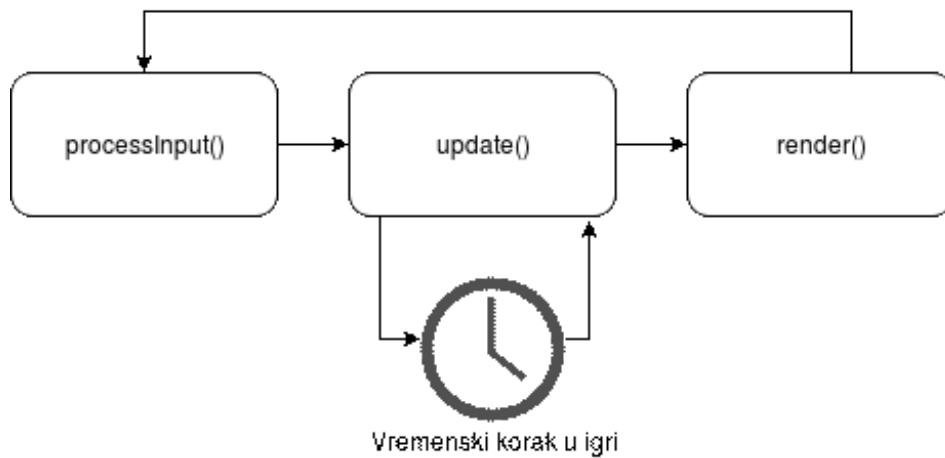 processInput()
update()
render()
Vremenski korak u igri